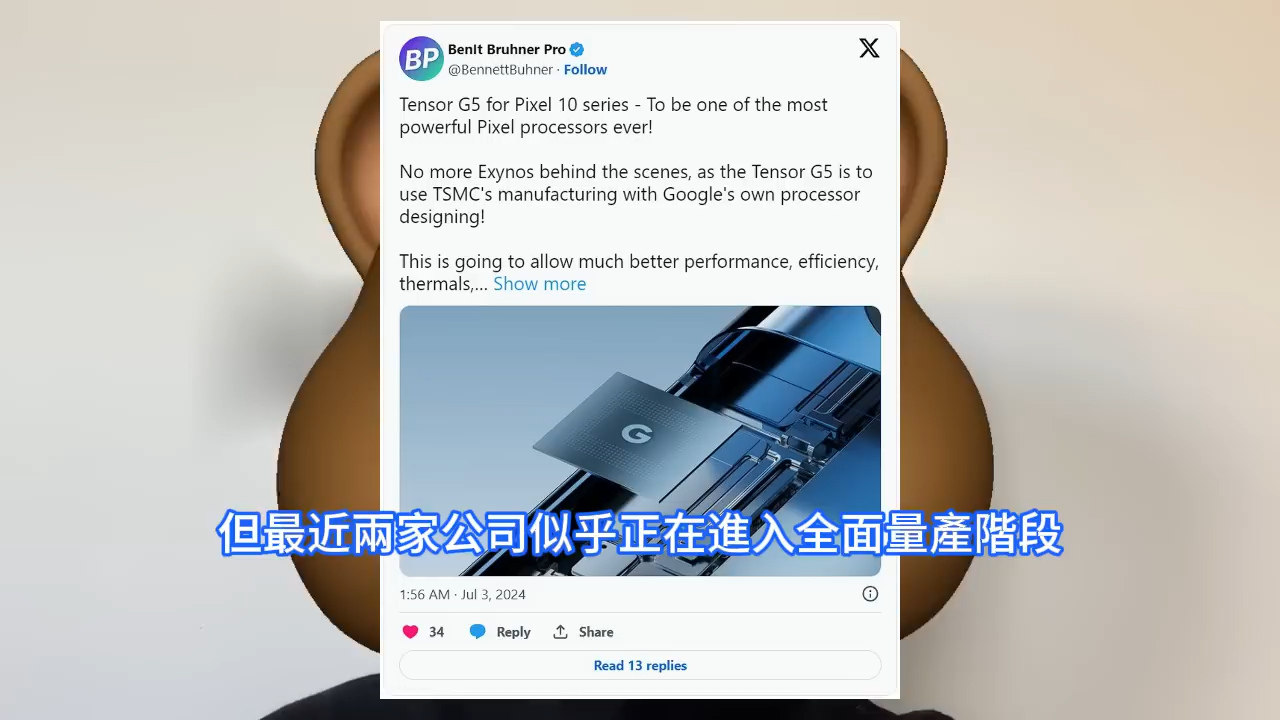 BP
BenIt Bruhner Pro
@BennettBuhner · Follow
Tensor G5 for Pixel 10 series - To be one of the most
powerful Pixel processors ever!
No more Exynos behind the scenes, as the Tensor G5 is to
use TSMC's manufacturing with Google's own processor
designing!
This is going to allow much better performance, efficiency,
thermals,... Show more
G
但最近兩家公司似乎正在進入全面量產階段
1:56 AM · Jul 3, 2024
34 Reply Share
Read 13 replies